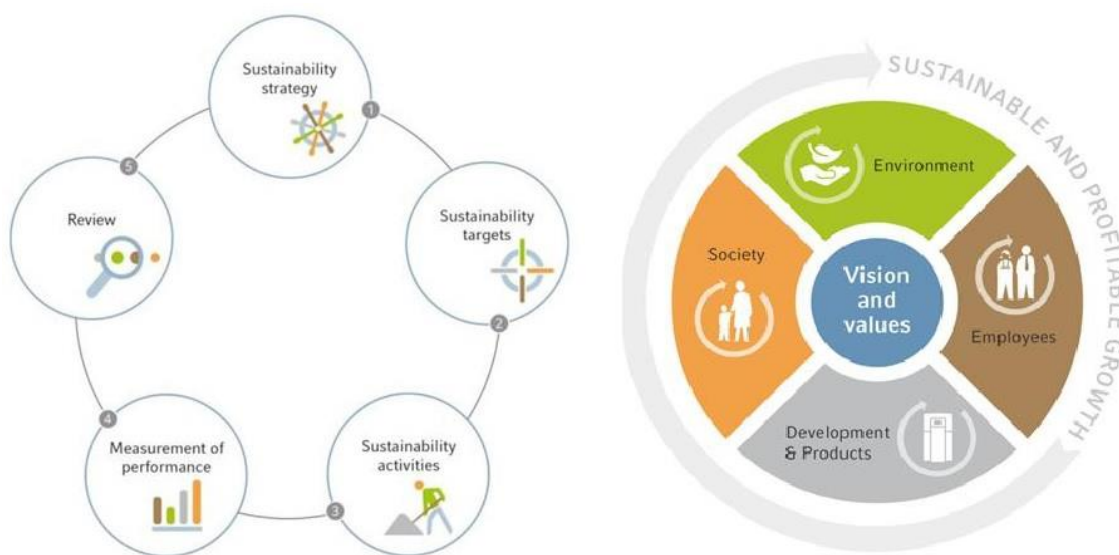 Sustainability
strategy
1
Sustainability
targets
2
Sustainability
activities
3
Measurement of
performance
4
Review
5
SUSTAINABLE AND PROFITABLE GROWTH
Environment
Employees
Development
& Products
Society
Vision
and
values